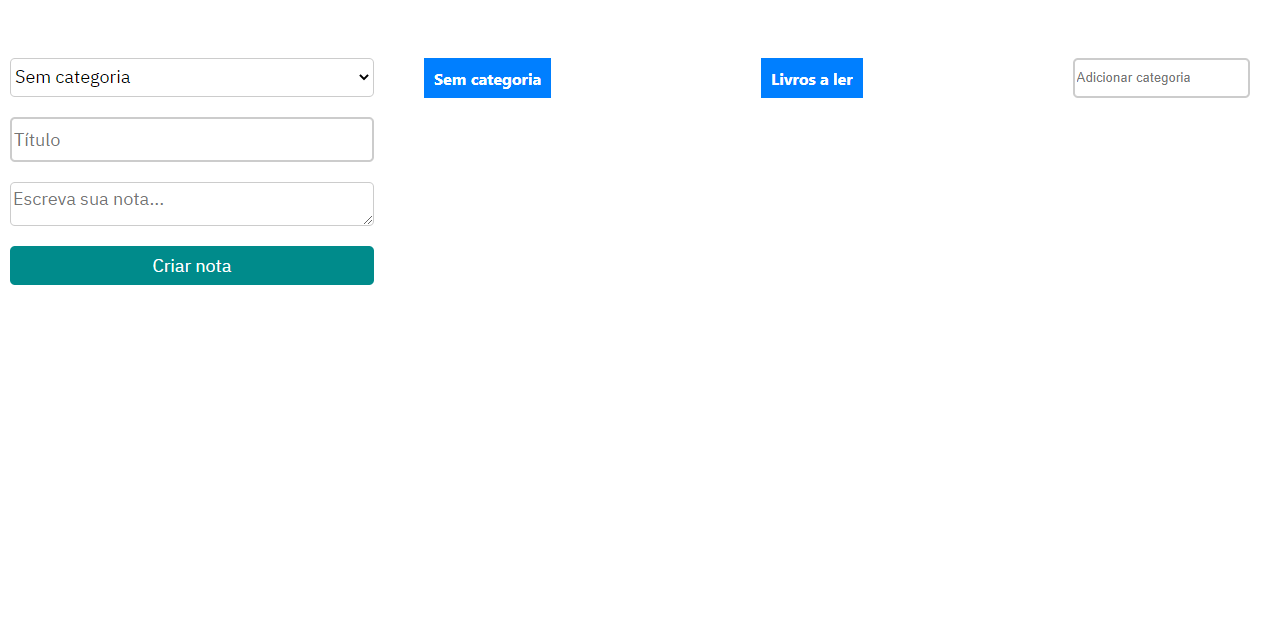 Sem categoria
Sem categoria
Livros a ler
Adicionar categoria
Título
Escreva sua nota...
Criar nota